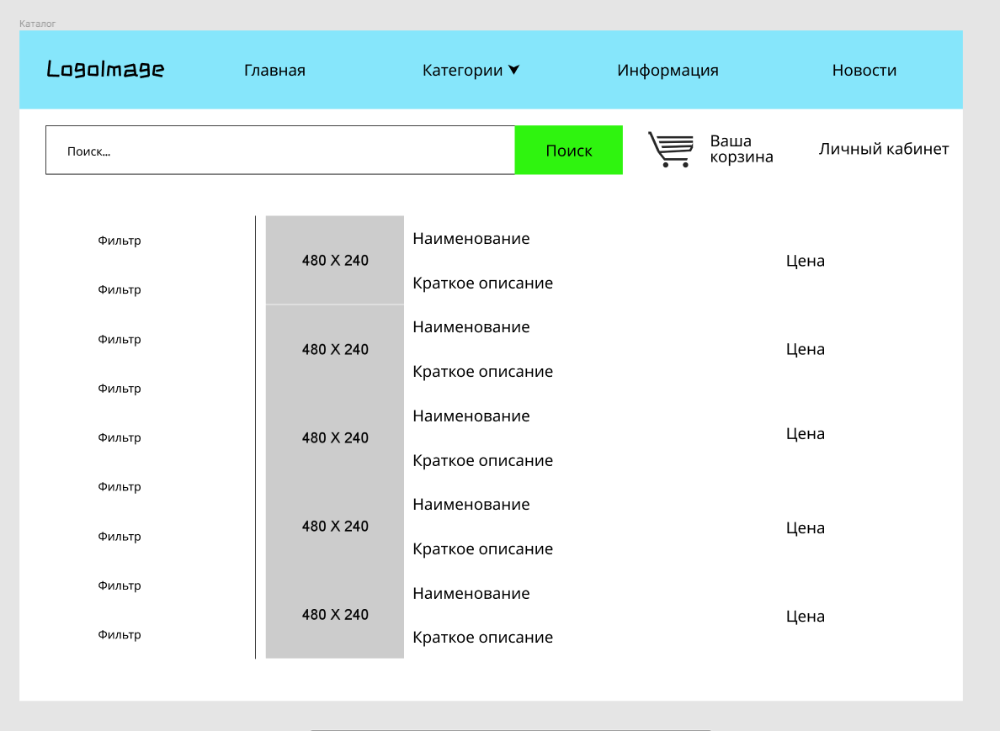 Каталог
LogoImage
Главная
Категории
Информация
Новости
Поиск...
Поиск
Ваша
корзина
Личный кабинет
Фильтр
Фильтр
Фильтр
Фильтр
Фильтр
Фильтр
Фильтр
Фильтр
Фильтр
480 X 240
Наименование
Краткое описание
Цена
480 X 240
Наименование
Краткое описание
Цена
480 X 240
Наименование
Краткое описание
Цена
480 X 240
Наименование
Краткое описание
Цена
480 X 240
Наименование
Краткое описание
Цена